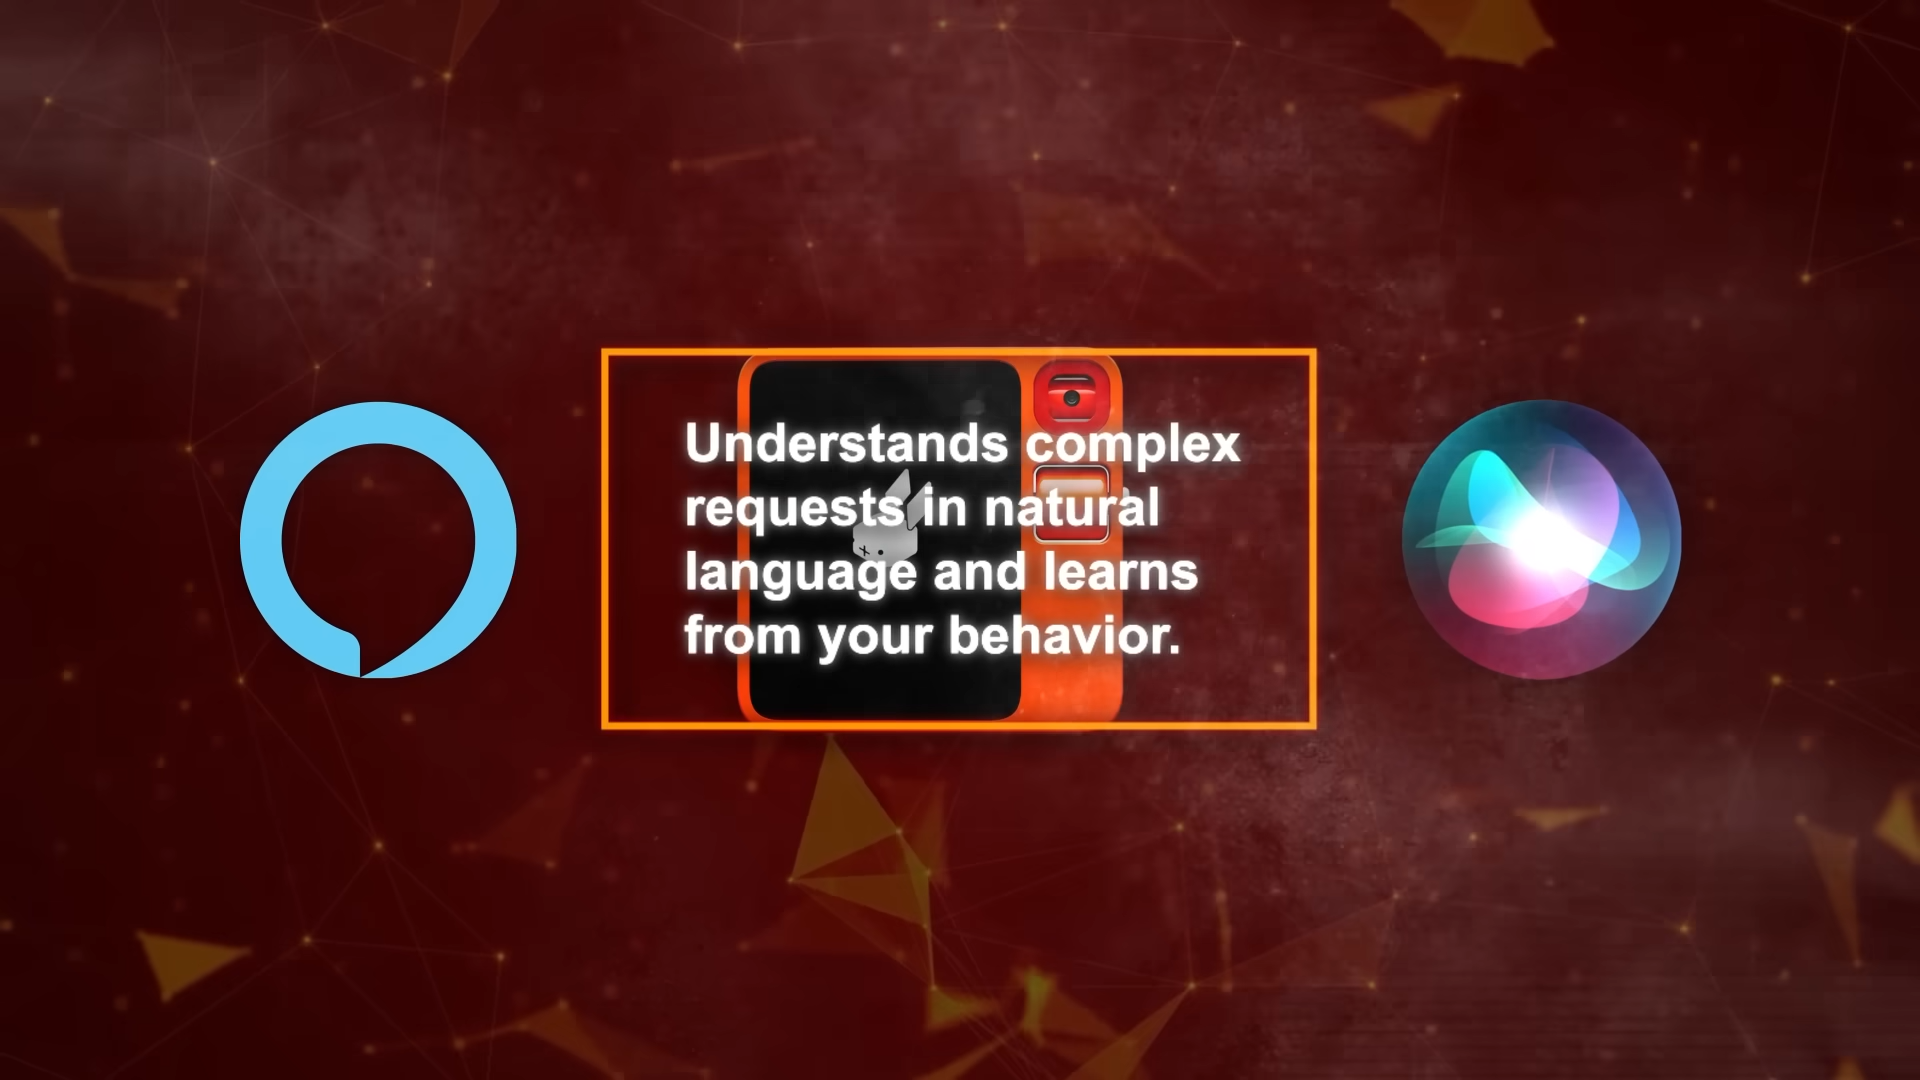 Understands complex
requests in natural
language and learns
from your behavior.